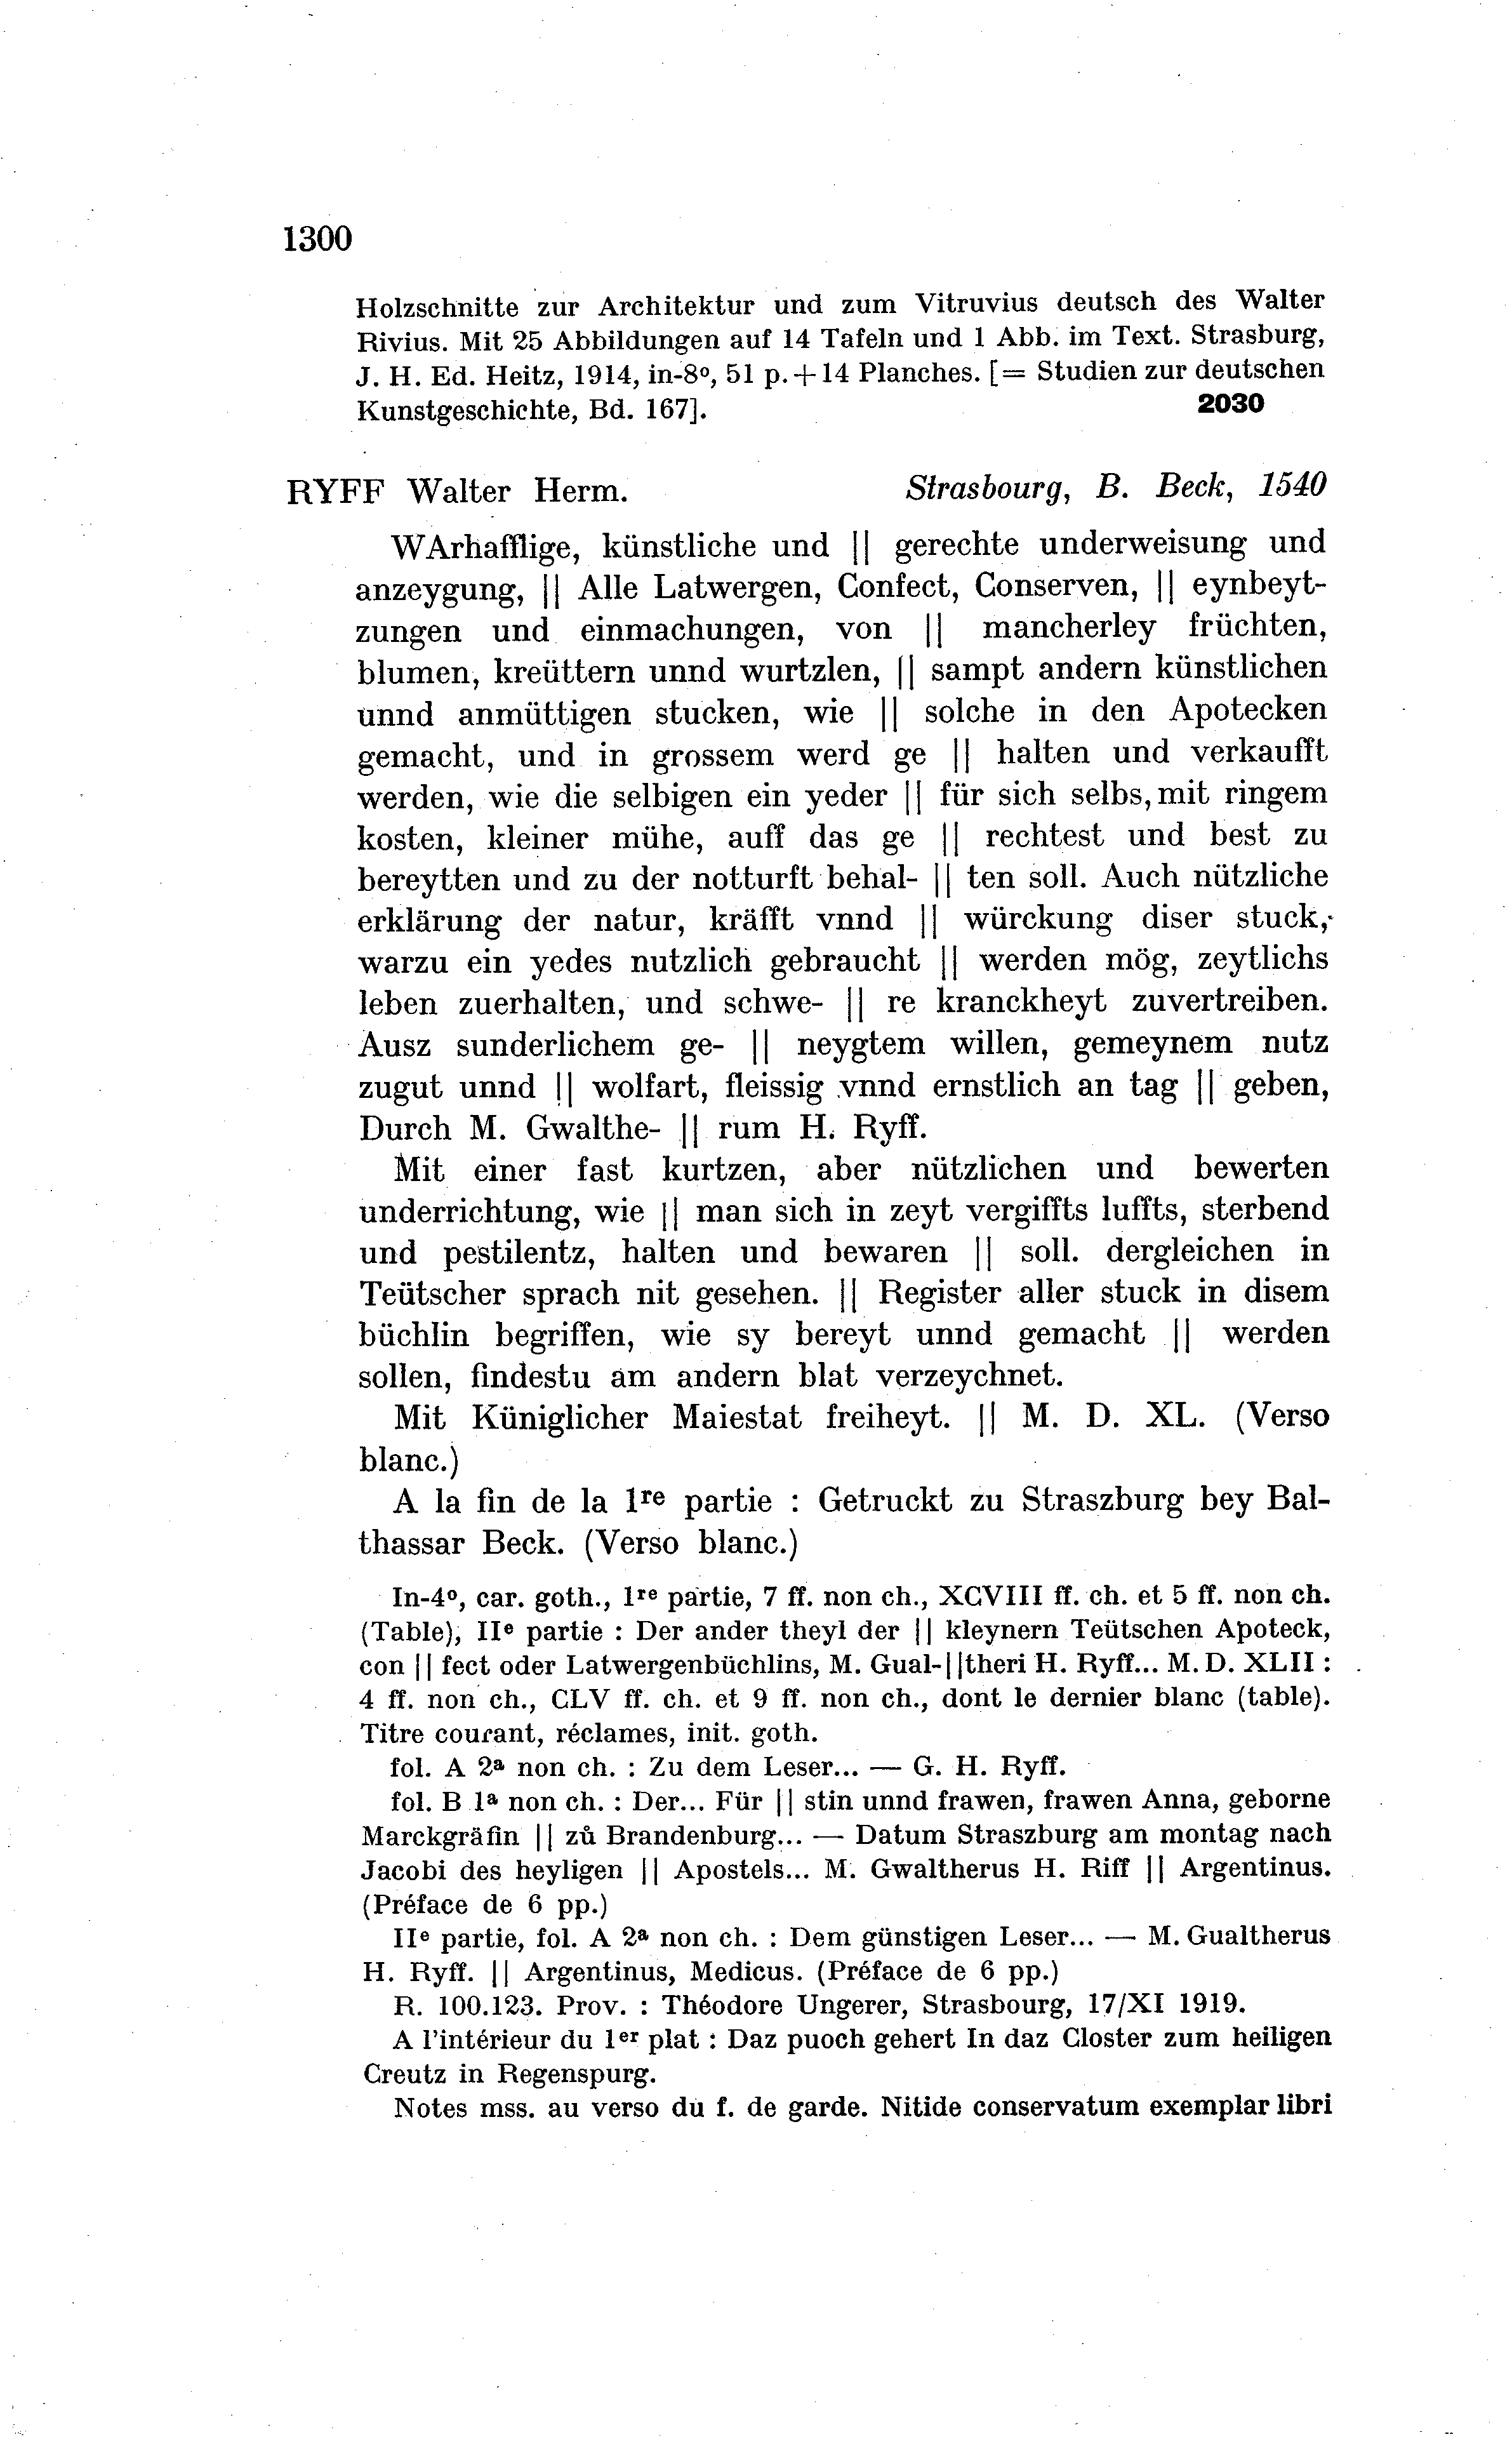 1300
Holzschnitte zur Architektur und zum Vitruvius deutsch des Walter
Rivius. Mit 25 Abbildungen auf 14 Tafeln und 1 Abb. im Text. Strasburg,
J. H. Ed. Heitz, 1914, in-8º, 51 p. + 14 Planches. [= Studien zur deutschen
Kunstgeschichte, Bd. 167]. 2030
RYFF Walter Herm. Strasbourg, B. Beck, 1540
WArhafflige, künstliche und || gerechte underweisung und
anzeygung, || Alle Latwergen, Confect, Conserven, || eynbeyt-
zungen und einmachungen, von || mancherley früchten,
blumen, kreüttern unnd wurtzlen, || sampt andern künstlichen
unnd anmüttigen stucken, wie || solche in den Apotecken
gemacht, und in grossem werd ge || halten und verkaufft
werden, wie die selbigen ein yeder || für sich selbs, mit ringem
kosten, kleiner mühe, auff das ge || rechtest und best zu
bereytten und zu der notturft behal- || ten soll. Auch nützliche
erklärung der natur, kräfft vnnd || würckung diser stuck,
warzu ein yedes nutzlich gebraucht || werden mög, zeytlichs
leben zuerhalten, und schwe- || re kranckheyt zuvertreiben.
Ausz sunderlichem ge- || neygtem willen, gemeynem nutz
zugut unnd || wolfart, fleissig vnnd ernstlich an tag || geben,
Durch M. Gwalthe- || rum H. Ryff.
Mit einer fast kurtzen, aber nützlichen und bewerten
underrichtung, wie || man sich in zeyt vergiffts luffts, sterbend
und pestilentz, halten und bewaren || soll. dergleichen in
Teütscher sprach nit gesehen. || Register aller stuck in disem
büchlin begriffen, wie sy bereyt unnd gemacht || werden
sollen, findestu am andern blat verzeychnet.
Mit Küniglicher Maiestat freiheyt. || M. D. XL. (Verso
blanc.)
A la fin de la 1re partie : Getruckt zu Straszburg bey Bal-
thassar Beck. (Verso blanc.)
In-4º, car. goth., 1re partie, 7 ff. non ch., XCVIII ff. ch. et 5 ff. non ch.
(Table), IIe partie : Der ander theyl der || kleynern Teütschen Apoteck,
con || fect oder Latwergenbüchlins, M. Gual-||theri H. Ryff... M. D. XLII :
4 ff. non ch., CLV ff. ch. et 9 ff. non ch., dont le dernier blanc (table).
Titre courant, réclames, init. goth.
fol. A 2a non ch. : Zu dem Leser... — G. H. Ryff.
fol. B 1a non ch. : Der... Für || stin unnd frawen, frawen Anna, geborne
Marckgräfin || zů Brandenburg... — Datum Straszburg am montag nach
Jacobi des heyligen || Apostels... M. Gwaltherus H. Riff || Argentinus.
(Préface de 6 pp.)
IIe partie, fol. A 2a non ch. : Dem günstigen Leser... — M. Gualtherus
H. Ryff. || Argentinus, Medicus. (Préface de 6 pp.)
R. 100.123. Prov. : Théodore Ungerer, Strasbourg, 17/XI 1919.
A l'intérieur du 1er plat : Daz puoch gehert In daz Closter zum heiligen
Creutz in Regenspurg.
Notes mss. au verso du f. de garde. Nitide conservatum exemplar libri